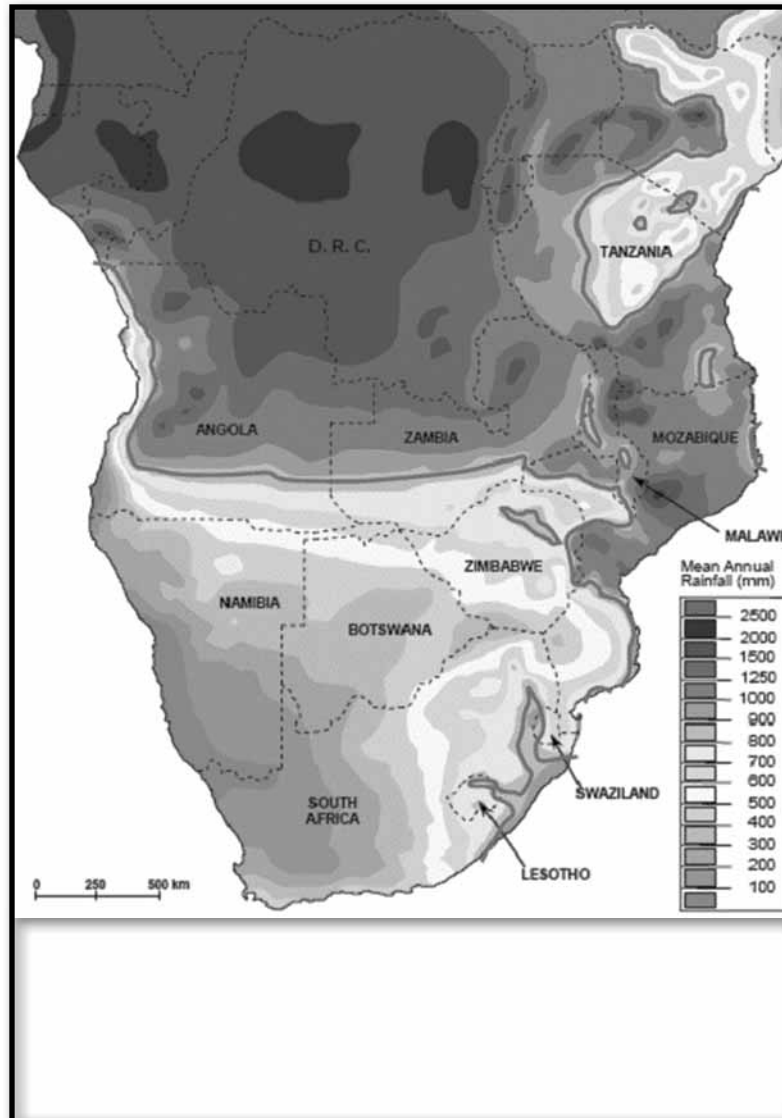 D. R. C.
TANZANIA
ANGOLA
ZAMBIA
MOZABIQUE
MALAWI
ZIMBABWE
Mean Annual
Rainfall (mm)
NAMIBIA
BOTSWANA
2500
2000
1500
1250
1000
900
800
700
600
500
400
300
200
100
SWAZILAND
SOUTH
AFRICA
LESOTHO
0 250 500 km